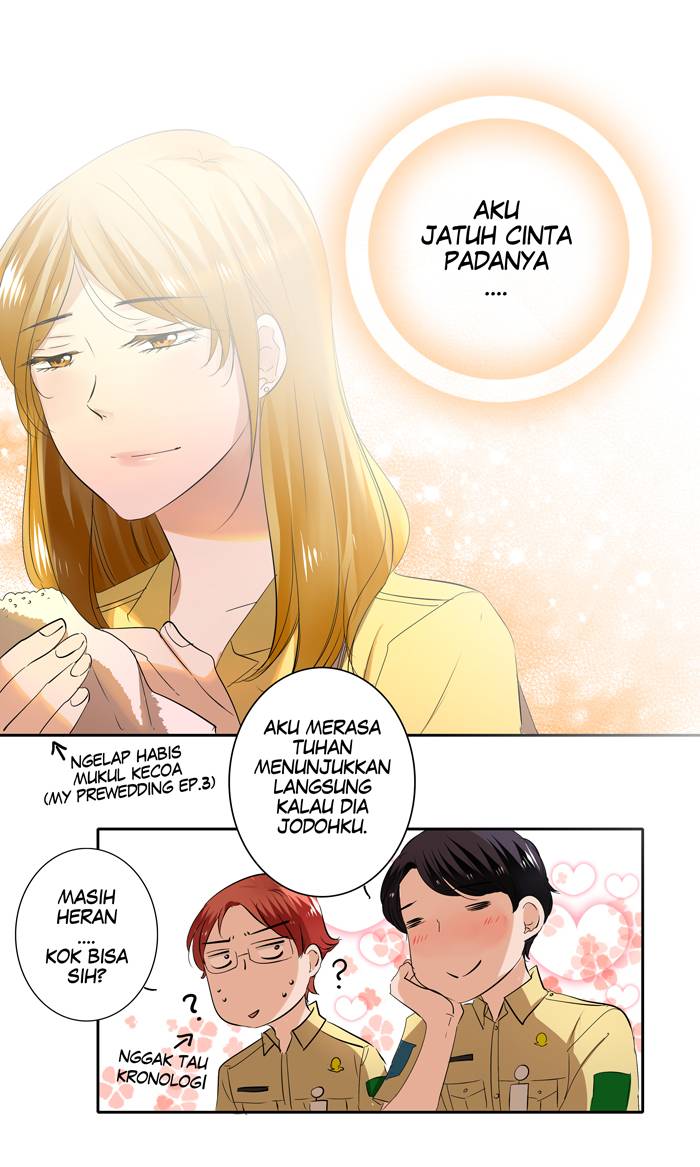 AKU
JATUH CINTA
PADANYA
....
NGELAP HABIS
MUKUL KECOA
(MY PREWEDDING EP.3)
AKU MERASA
TUHAN
MENUNJUKKAN
LANGSUNG
KALAU DIA
JODOHKU.
MASIH
HERAN
....
KOK BISA
SIH?
?
?
NGGAK TAU
KRONOLOGI